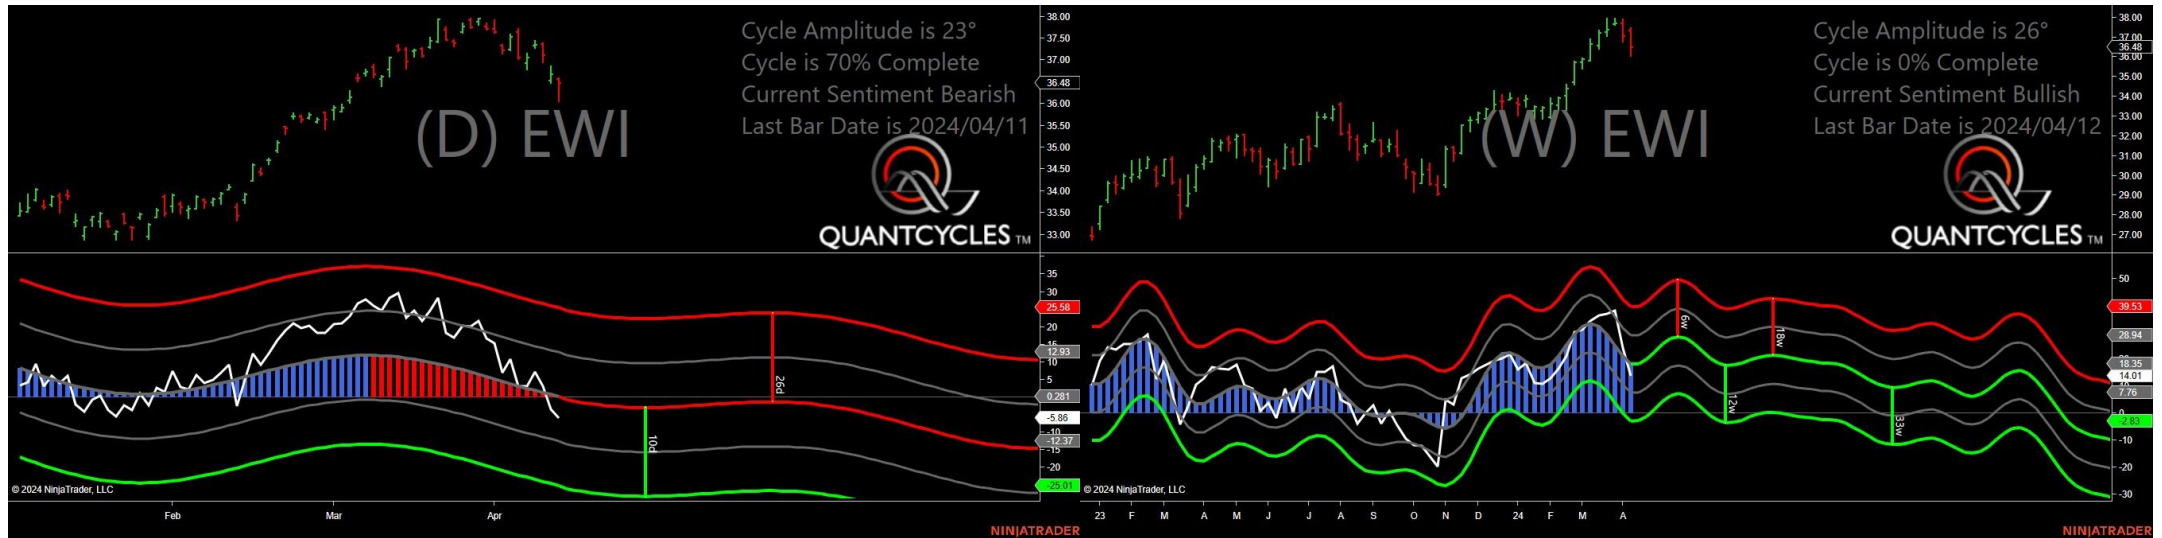 Cycle Amplitude is 23°
Cycle is 70% Complete
Current Sentiment Bearish
Last Bar Date is 2024/04/11
(D) EWI
QUANTCYCLES TM
38.00
37.50
37.00
36.48
36.00
35.50
35.00
34.50
34.00
33.50
33.00
35
30
25.58
20
15
12.93
10
5
0.281
-5.86
-10
-12.37
-15
-20
-25.01
26d
10d
© 2024 NinjaTrader, LLC
Feb Mar Apr
NINJATRADER
Cycle Amplitude is 26°
Cycle is 0% Complete
Current Sentiment Bullish
Last Bar Date is 2024/04/12
(W) EWI
QUANTCYCLES TM
38.00
37.00
36.48
36.00
35.00
34.00
33.00
32.00
31.00
30.00
29.00
28.00
27.00
50
39.53
28.94
18.35
14.01
7.76
0
-2.83
-10
-20
-30
6w
18w
12w
33w
© 2024 NinjaTrader, LLC
23 F M A M J J A S O N D 24 F M A
NINJATRADER